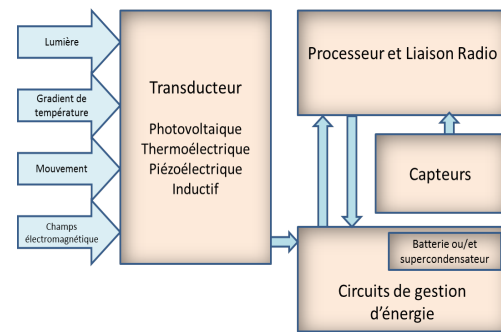 Lumière
Gradient de
température
Mouvement
Champs
électromagnétique
Transducteur
Photovoltaique
Thermoélectrique
Piézoélectrique
Inductif
Processeur et Liaison Radio
Capteurs
Batterie ou/et
supercondensateur
Circuits de gestion
d'énergie